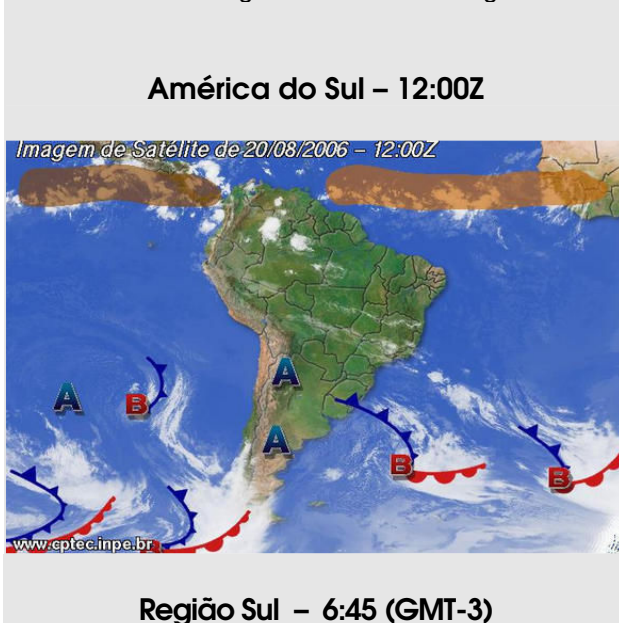 América do Sul – 12:00Z
Imagem de Satélite de 20/08/2006 – 12:00Z
A
A
B
A
B
B
www.cptec.inpe.br
Região Sul – 6:45 (GMT-3)